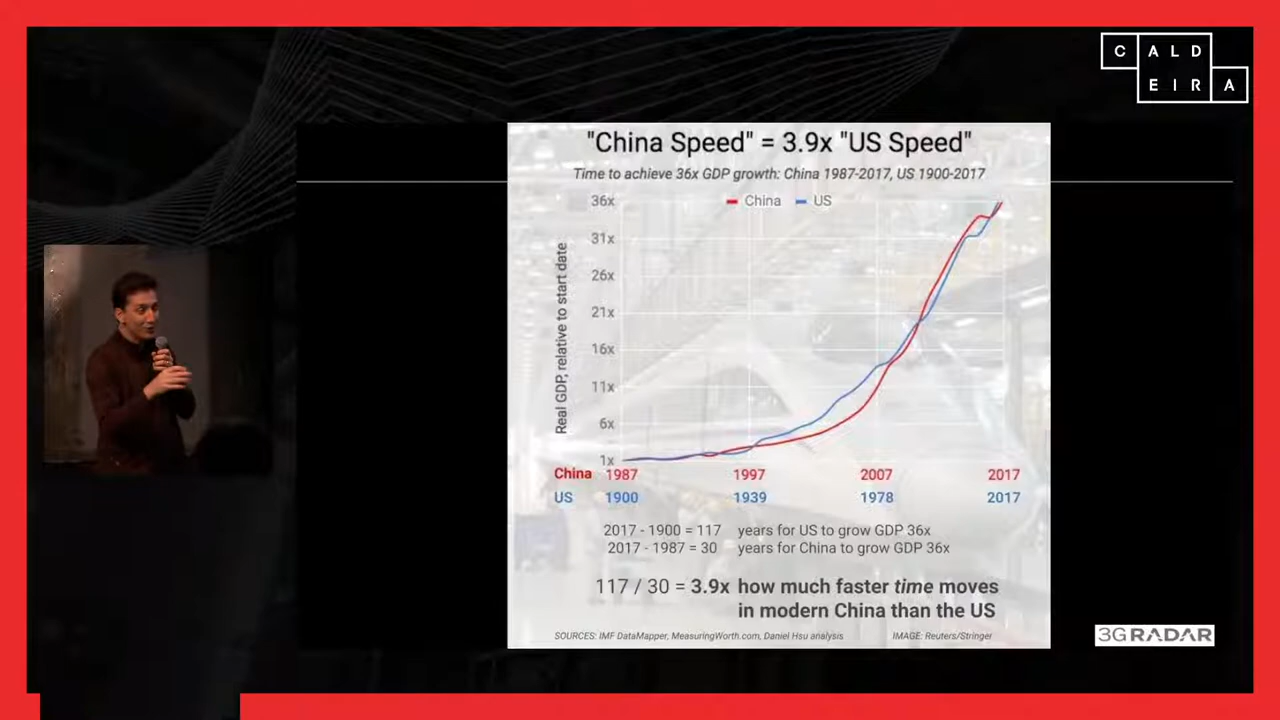 CALD
EIRA
"China Speed" = 3.9x "US Speed"
Time to achieve 36x GDP growth: China 1987-2017, US 1900-2017
China US
Real GDP, relative to start date
36x
31x
26x
21x
16x
11x
6x
1x
China 1987 1997 2007 2017
US 1900 1939 1978 2017
2017 - 1900 = 117 years for US to grow GDP 36x
2017 - 1987 = 30 years for China to grow GDP 36x
117 / 30 = 3.9x how much faster time moves
in modern China than the US
SOURCES: IMF DataMapper, MeasuringWorth.com, Daniel Hsu analysis IMAGE: Reuters/Stringer
3GRADAR